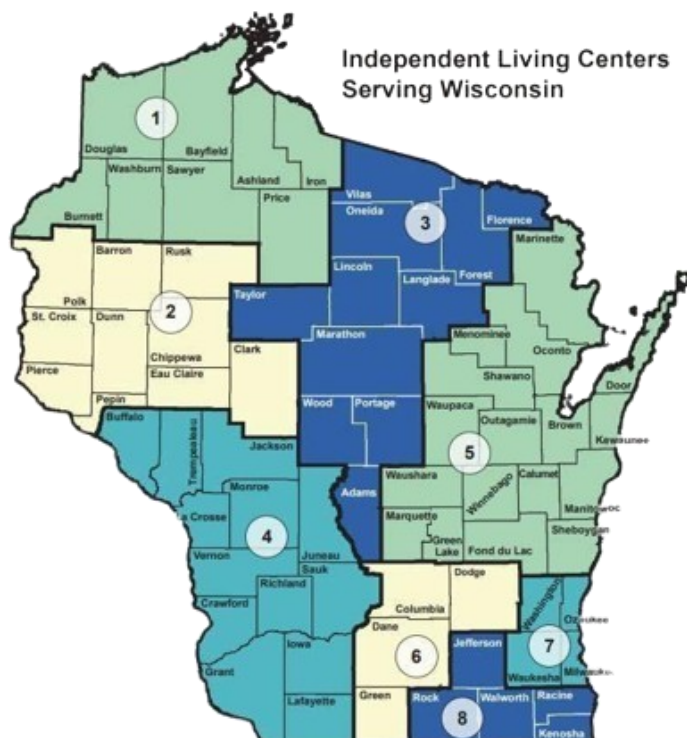 Independent Living Centers
Serving Wisconsin
1
Douglas
Bayfield
Washburn
Sawyer
Ashland
Iron
Burnett
Price
Vilas
Oneida
3
Florence
Marinette
Barron
Rusk
Lincoln
Langlade
Forest
Taylor
Polk
2
St. Croix
Dunn
Marathon
Menominee
Oconto
Chippewa
Clark
Pierce
Eau Claire
Shawano
Door
Pepin
Wood
Portage
Waupaca
Buffalo
Outagamie
Brown
Trempealeau
Kewaunee
Jackson
5
Waushara
Winnebago
Calumet
Monroe
Adams
Manitowoc
La Crosse
4
Marquette
Sheboygan
Green
Lake
Fond du Lac
Vernon
Juneau
Sauk
Dodge
Richland
Washington
Crawford
Columbia
Ozaukee
Dane
Iowa
6
Jefferson
7
Grant
Waukesha
Milwauke
Lafayette
Green
Rock
Walworth
Racine
8
Kenosha